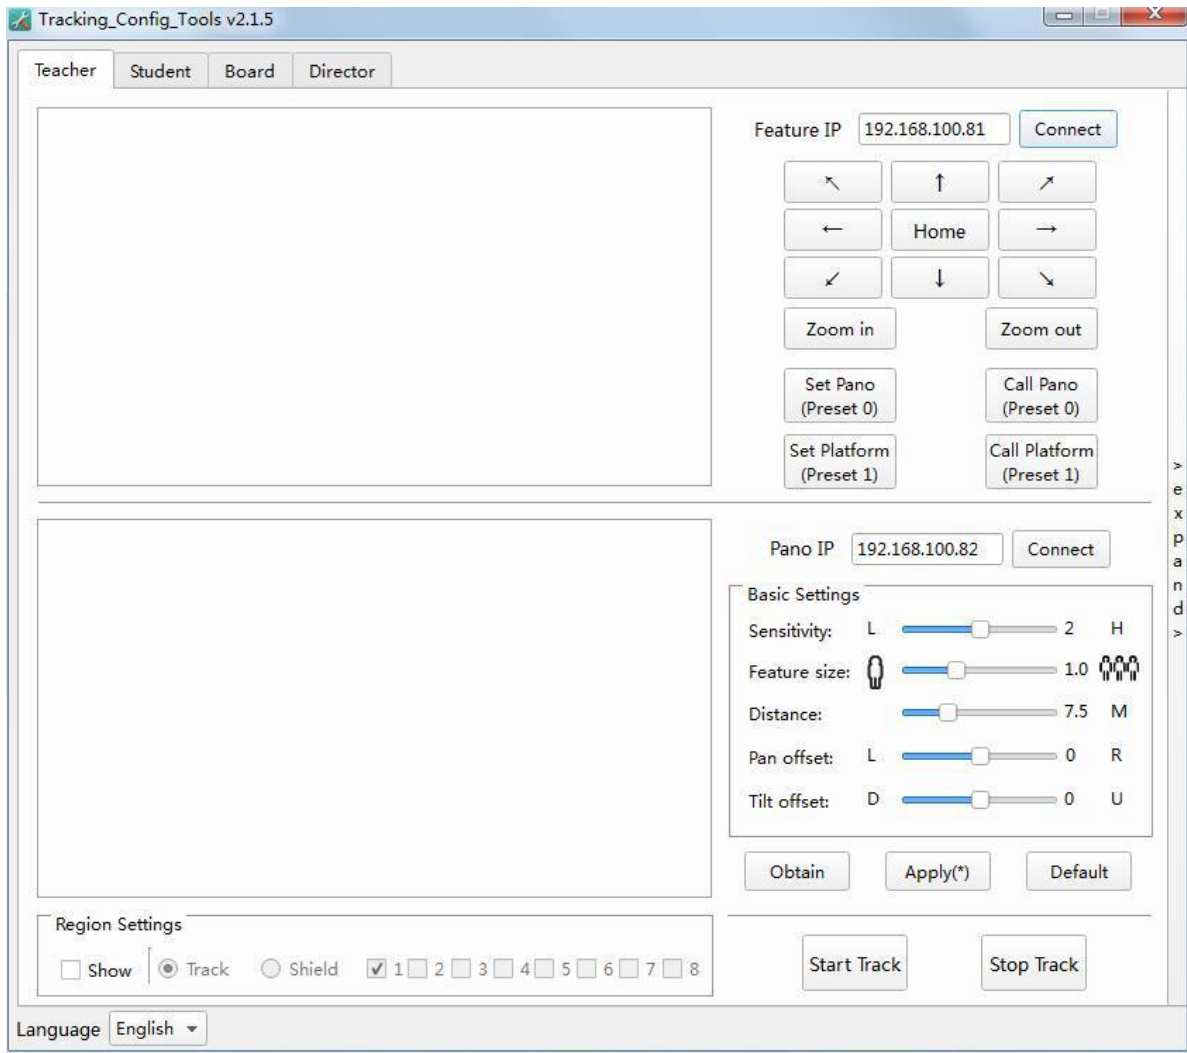 Tracking_Config_Tools v2.1.5
Teacher Student Board Director
Feature IP 192.168.100.81 Connect
↖ ↑ ↗
← Home →
↙ ↓ ↘
Zoom in Zoom out
Set Pano Call Pano
(Preset 0) (Preset 0)
Set Platform Call Platform
(Preset 1) (Preset 1)
> expand >
Pano IP 192.168.100.82 Connect
Basic Settings
Sensitivity: L 2 H
Feature size: 1.0
Distance: 7.5 M
Pan offset: L 0 R
Tilt offset: D 0 U
Obtain Apply(*) Default
Region Settings
Show Track Shield 1 2 3 4 5 6 7 8
Start Track Stop Track
Language English